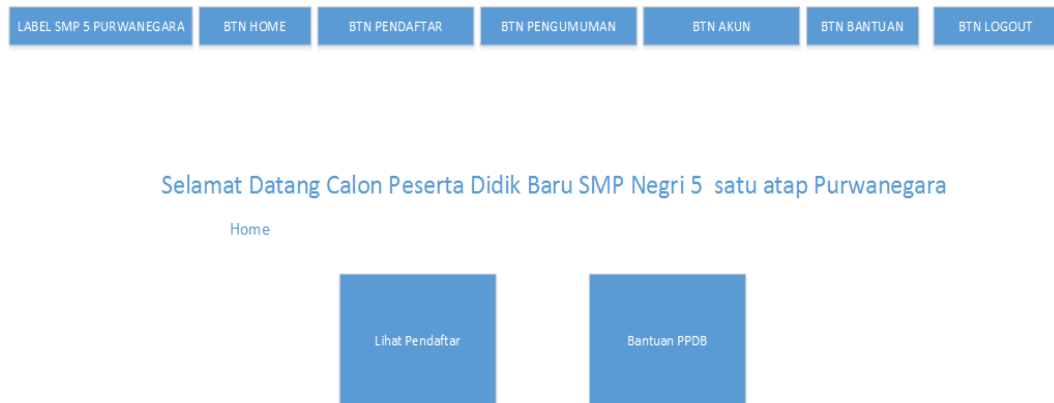 LABEL SMP 5 PURWANEGARA BTN HOME BTN PENDAFTAR BTN PENGUMUMAN BTN AKUN BTN BANTUAN BTN LOGOUT
Selamat Datang Calon Peserta Didik Baru SMP Negri 5 satu atap Purwanegara
Home
Lihat Pendaftar Bantuan PPDB